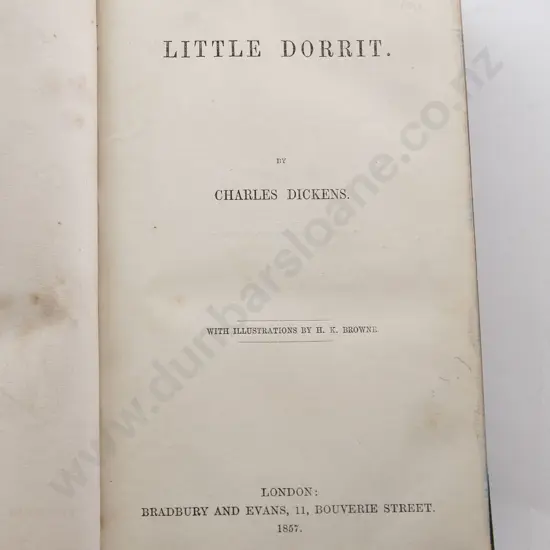 LITTLE DORRIT.
BY
CHARLES DICKENS.
WITH ILLUSTRATIONS BY H. K. BROWNE.
LONDON:
BRADBURY AND EVANS, 11, BOUVERIE STREET.
1857.
www.dunbarsloane.co.nz